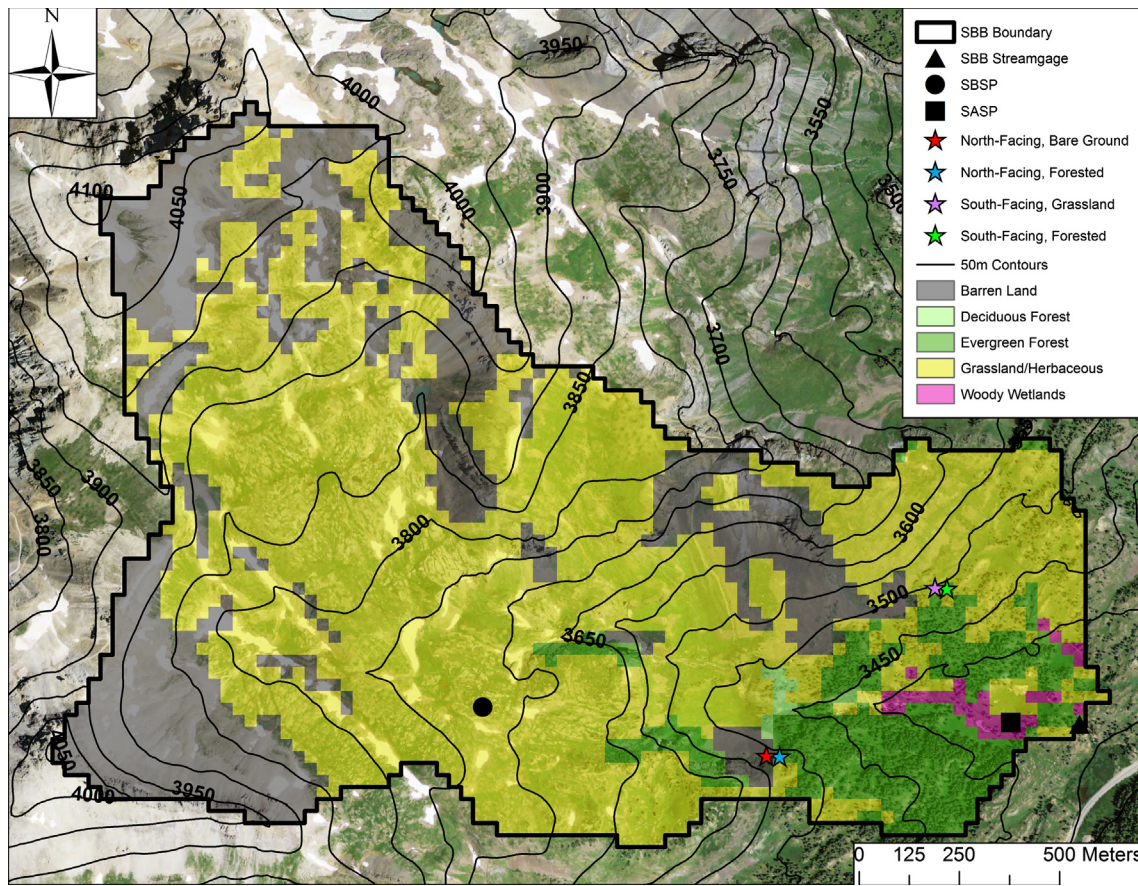 N
SBB Boundary
SBB Streamgage
SBSP
SASP
North-Facing, Bare Ground
North-Facing, Forested
South-Facing, Grassland
South-Facing, Forested
50m Contours
Barren Land
Deciduous Forest
Evergreen Forest
Grassland/Herbaceous
Woody Wetlands
3950
4000
3550
3750
3500
4100
4050
4000
3900
3700
3850
3850
3900
3800
3800
3600
3500
3650
3450
4050
4000
3950
0 125 250 500 Meters